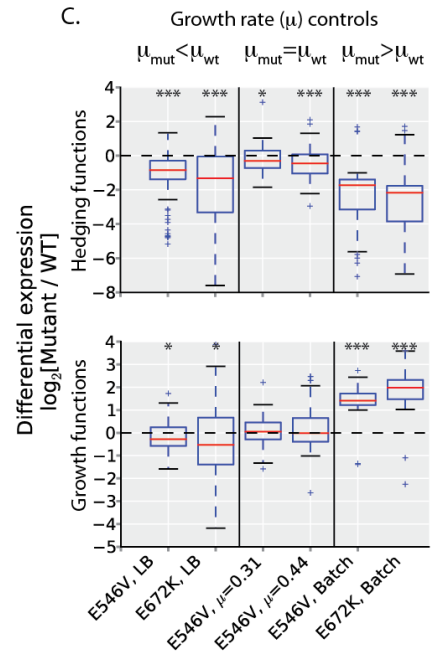 C.
Growth rate (μ) controls
μmut<μwt
μmut=μwt
μmut>μwt
Differential expression
log2[Mutant / WT]
Hedging functions
4
2
0
−2
−4
−6
−8
***
***
*
***
***
***
Growth functions
4
3
2
1
0
−1
−2
−3
−4
−5
*
*
***
***
E546V, LB
E672K, LB
E546V, μ=0.31
E546V, μ=0.44
E546V, Batch
E672K, Batch